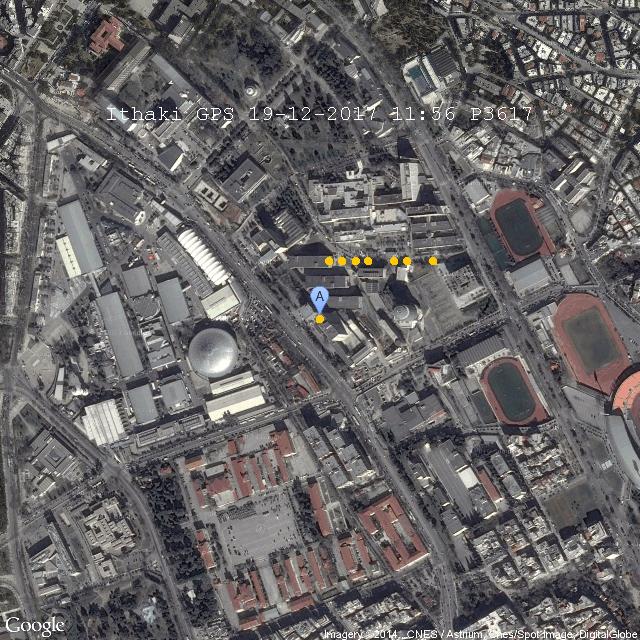 Ithaki GPS 19-12-2017 11:56 P3617
A
Google
Imagery ©2014, CNES / Astrium, Cnes/Spot Image, DigitalGlobe